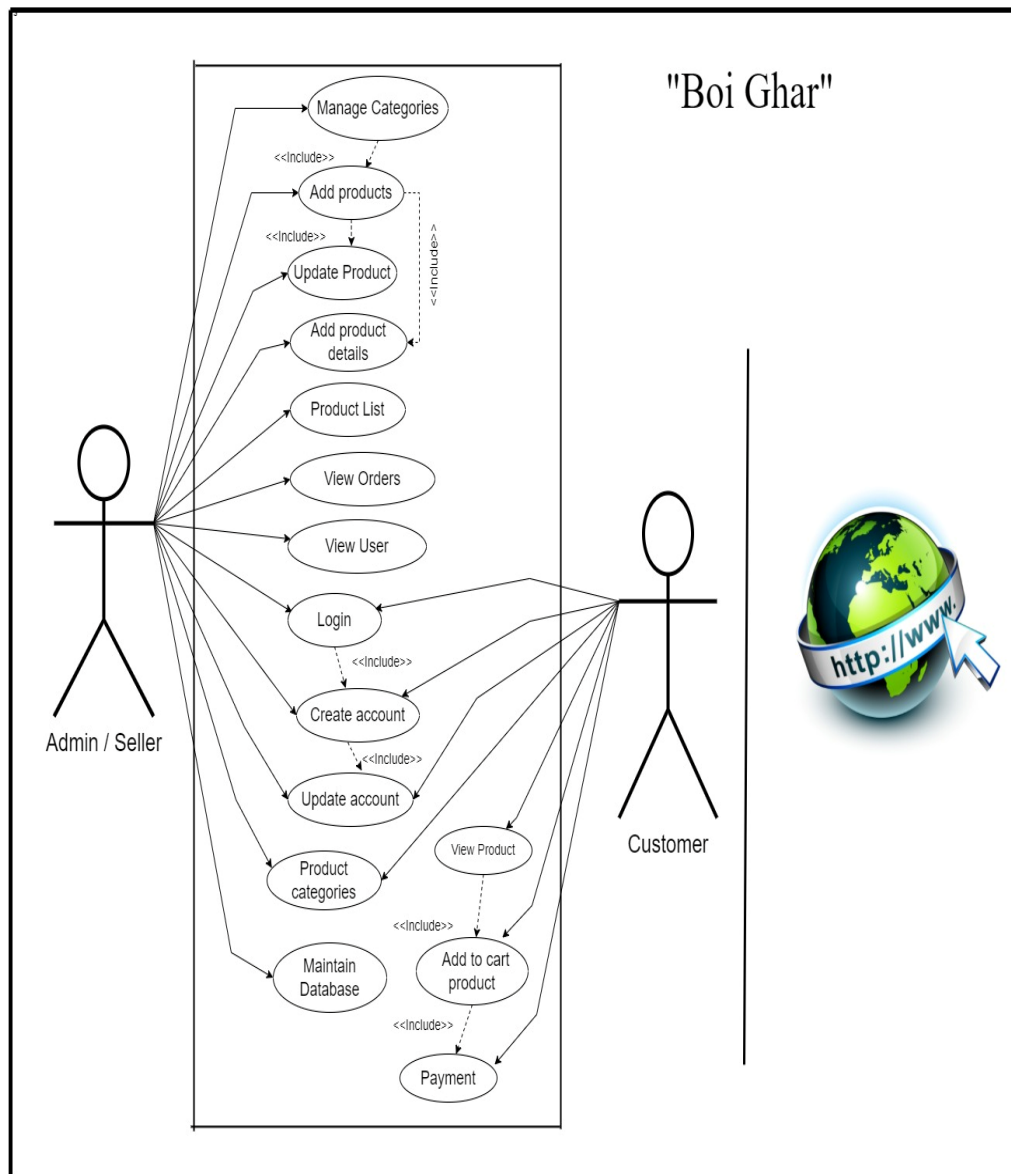 "Boi Ghar"
Manage Categories
<<Include>>
Add products
<<Include>>
<<Include>>
Update Product
Add product
details
Product List
View Orders
View User
Login
<<Include>>
Create account
<<Include>>
Update account
Admin / Seller
Customer
http://www.
View Product
Product
categories
<<Include>>
Add to cart
product
Maintain
Database
<<Include>>
Payment